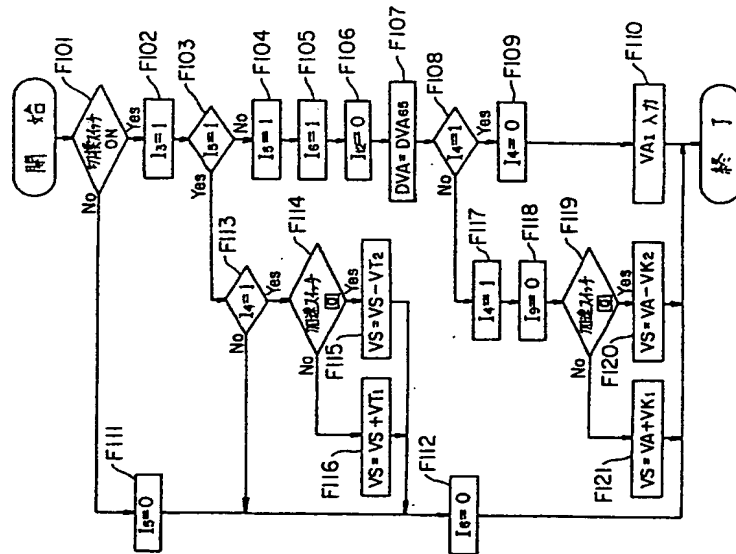 開始
F101
切換スイッチ
ON
Yes
No
F102
I₃=1
F103
I₅=1
Yes
No
F104
I₅=1
F105
I₆=1
F106
I₁₂=0
F107
DVA=DVA₆₅
F108
I₄=1
Yes
No
F109
I₄=0
F110
VA₁ 入力
終了
F113
I₄=1
Yes
No
F114
加速スイッチ
Yes
No
F115
VS=VS−VT₂
F116
VS=VS+VT₁
F117
I₄=1
F118
I₉=0
F119
加速スイッチ
Yes
No
F120
VS=VA−VK₂
F121
VS=VA+VK₁
F111
I₅=0
F112
I₆=0